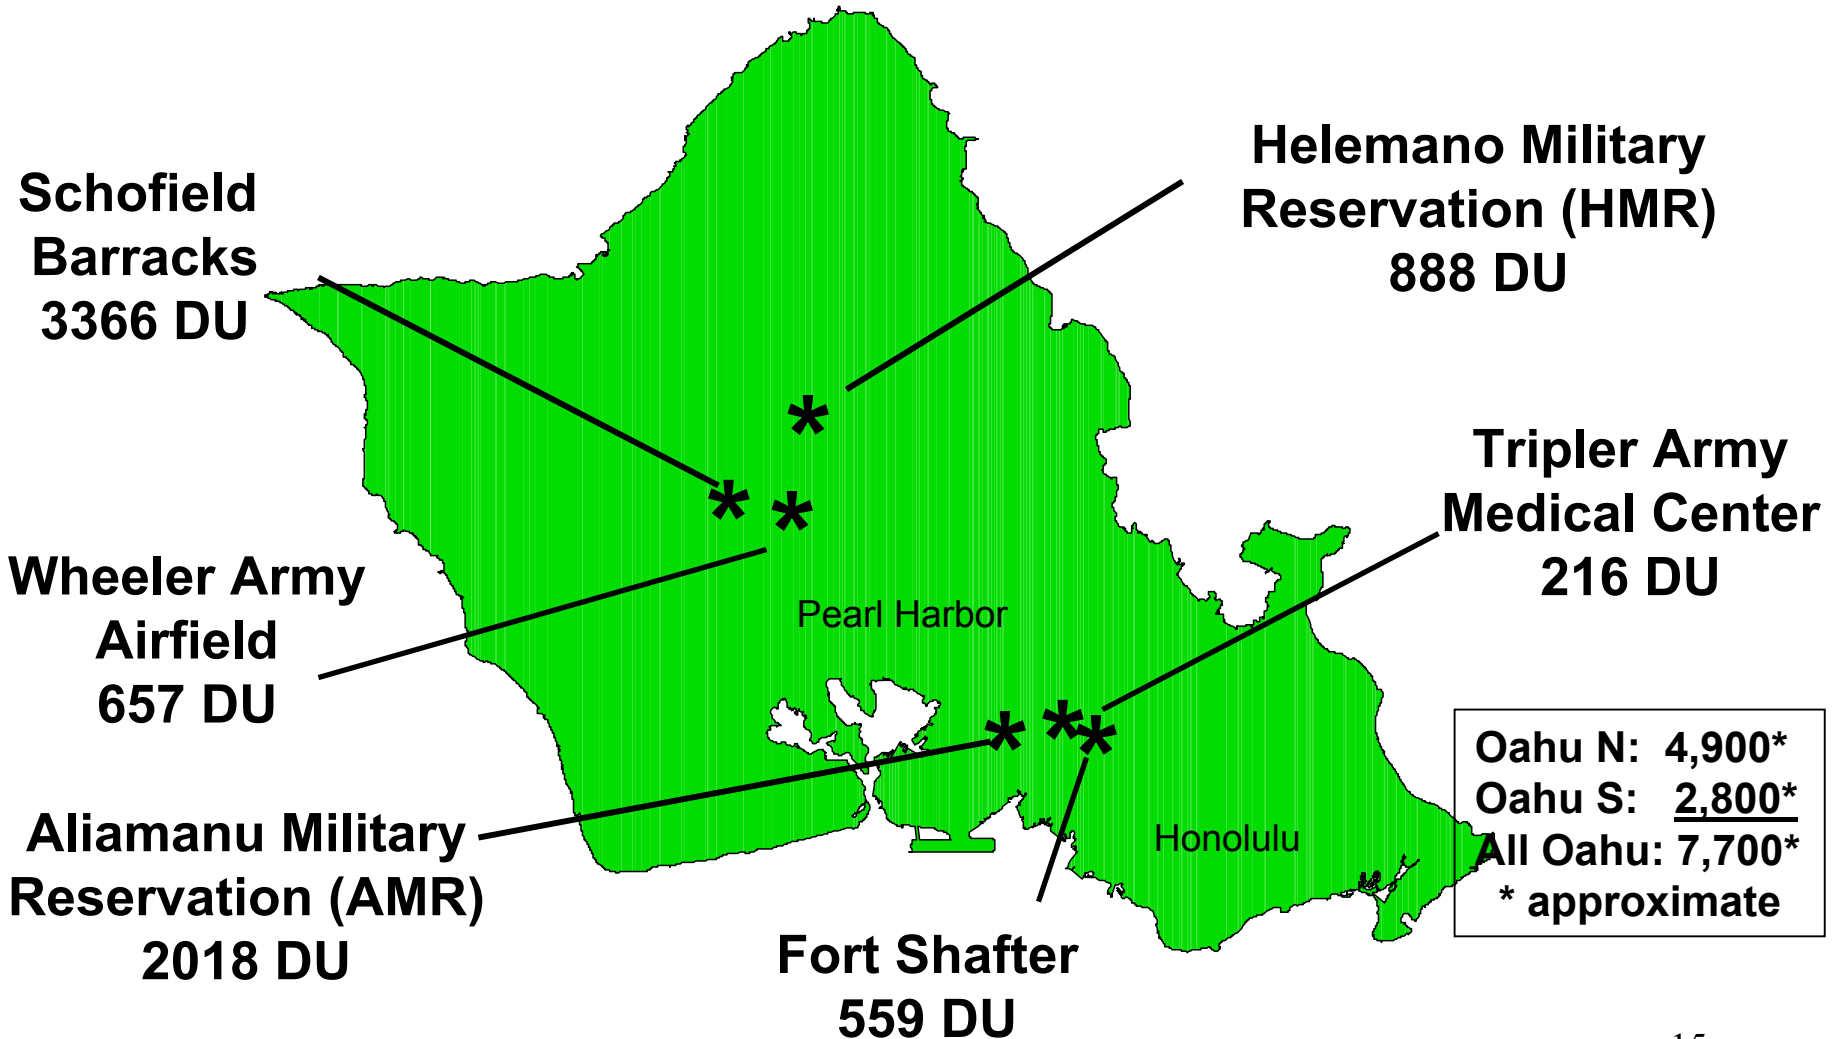 Schofield
Barracks
3366 DU
Helemano Military
Reservation (HMR)
888 DU
*
*
*
Tripler Army
Medical Center
216 DU
Wheeler Army
Airfield
657 DU
Pearl Harbor
*
*
*
Oahu N: 4,900*
Oahu S: 2,800*
All Oahu: 7,700*
* approximate
Aliamanu Military
Reservation (AMR)
2018 DU
Honolulu
Fort Shafter
559 DU
15